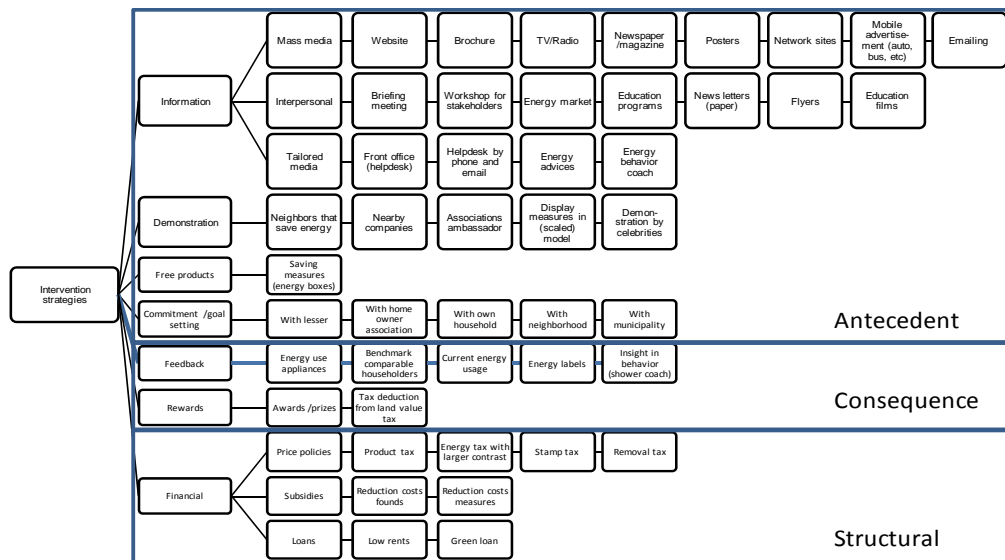 Mass media
Website
Brochure
TV/Radio
Newspaper
/magazine
Posters
Network sites
Mobile
advertise-
ment (auto,
bus, etc)
Emailing
Information
Interpersonal
Briefing
meeting
Workshop for
stakeholders
Energy market
Education
programs
News letters
(paper)
Flyers
Education
films
Tailored
media
Front office
(helpdesk)
Helpdesk by
phone and
email
Energy
advices
Energy
behavior
coach
Demonstration
Neighbors that
save energy
Nearby
companies
Associations
ambassador
Display
measures in
(scaled)
model
Demon-
stration by
celebrities
Intervention
strategies
Free products
Saving
measures
(energy boxes)
Commitment /goal
setting
With lesser
With home
owner
association
With own
household
With
neighborhood
With
municipality
Antecedent
Feedback
Energy use
appliances
Benchmark
comparable
householders
Current energy
usage
Energy labels
Insight in
behavior
(shower coach)
Rewards
Awards /prizes
Tax deduction
from land value
tax
Consequence
Price policies
Product tax
Energy tax with
larger contrast
Stamp tax
Removal tax
Financial
Subsidies
Reduction costs
founds
Reduction costs
measures
Loans
Low rents
Green loan
Structural